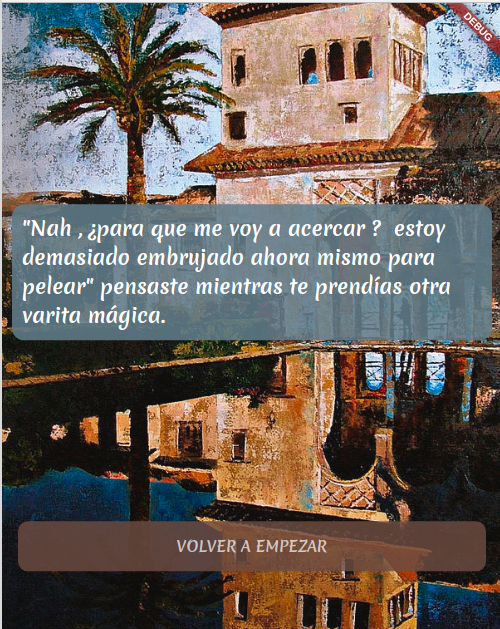 DEBUG
"Nah , ¿para que me voy a acercar ?  estoy
demasiado embrujado ahora mismo para
pelear" pensaste mientras te prendías otra
varita mágica.
VOLVER A EMPEZAR